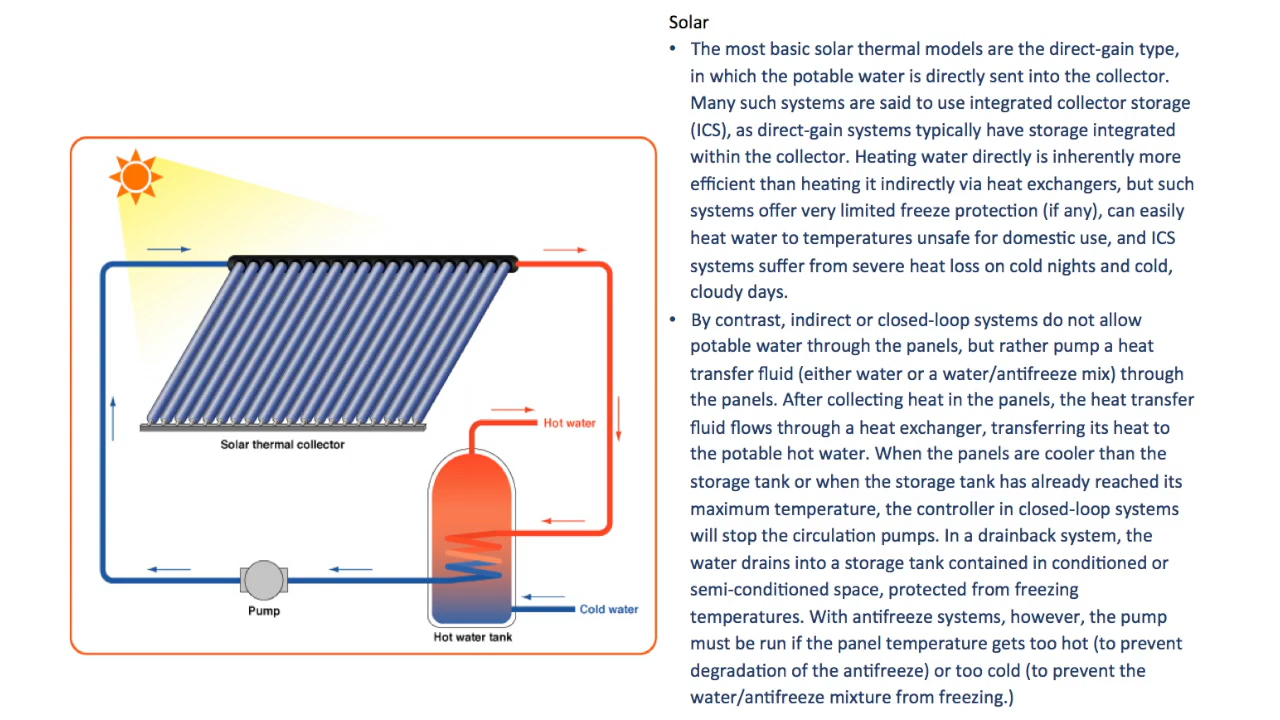 Solar
• The most basic solar thermal models are the direct-gain type,
in which the potable water is directly sent into the collector.
Many such systems are said to use integrated collector storage
(ICS), as direct-gain systems typically have storage integrated
within the collector. Heating water directly is inherently more
efficient than heating it indirectly via heat exchangers, but such
systems offer very limited freeze protection (if any), can easily
heat water to temperatures unsafe for domestic use, and ICS
systems suffer from severe heat loss on cold nights and cold,
cloudy days.
• By contrast, indirect or closed-loop systems do not allow
potable water through the panels, but rather pump a heat
transfer fluid (either water or a water/antifreeze mix) through
the panels. After collecting heat in the panels, the heat transfer
fluid flows through a heat exchanger, transferring its heat to
the potable hot water. When the panels are cooler than the
storage tank or when the storage tank has already reached its
maximum temperature, the controller in closed-loop systems
will stop the circulation pumps. In a drainback system, the
water drains into a storage tank contained in conditioned or
semi-conditioned space, protected from freezing
temperatures. With antifreeze systems, however, the pump
must be run if the panel temperature gets too hot (to prevent
degradation of the antifreeze) or too cold (to prevent the
water/antifreeze mixture from freezing.)
Solar thermal collector
Hot water
Pump
Cold water
Hot water tank